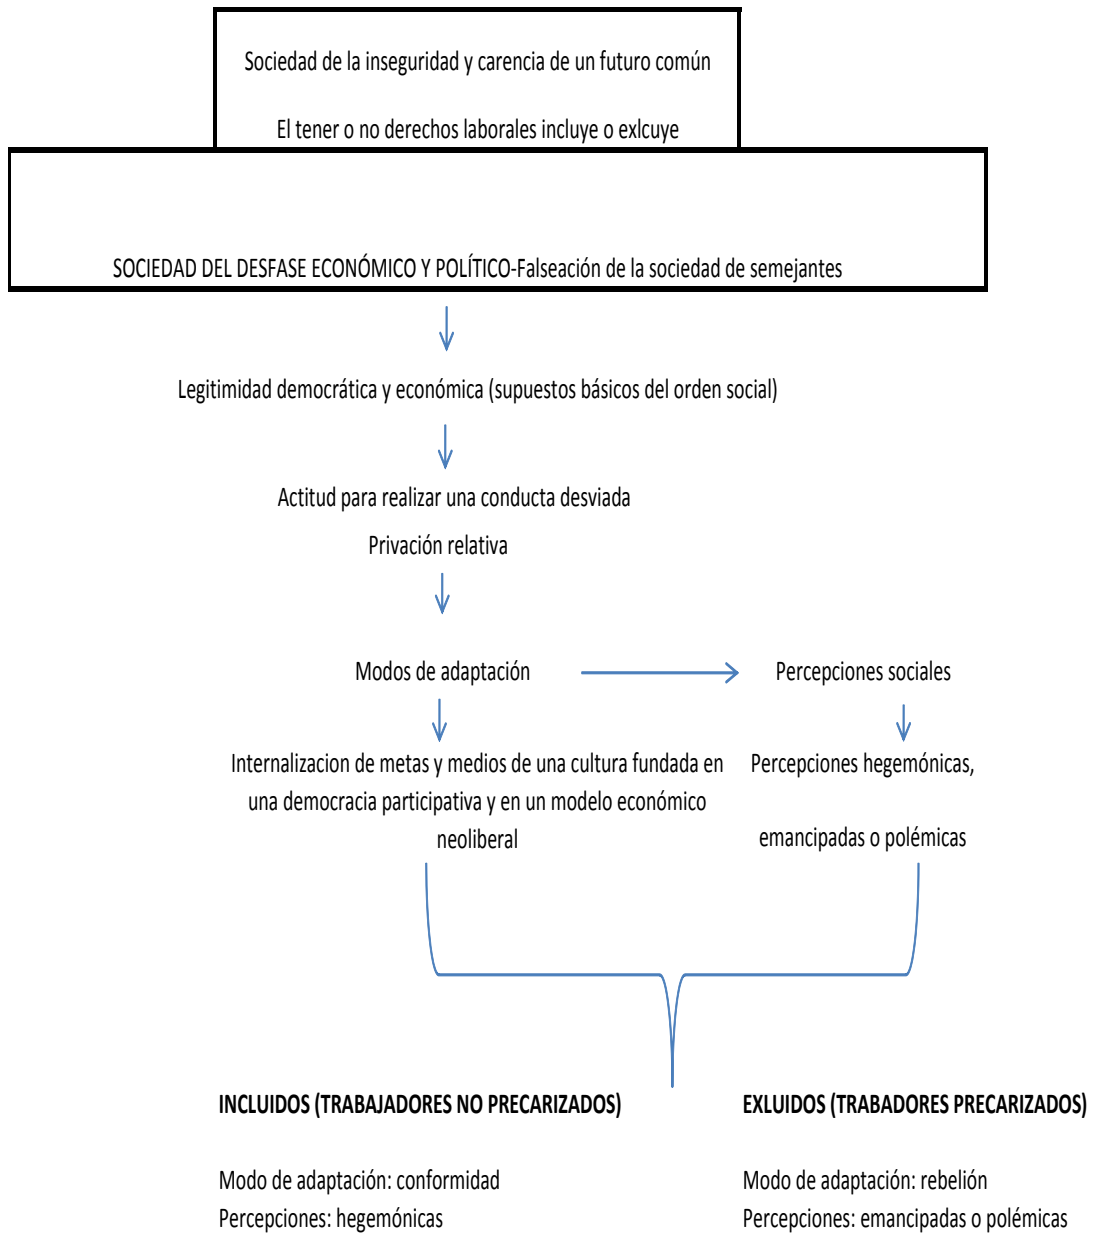 Sociedad de la inseguridad y carencia de un futuro común
El tener o no derechos laborales incluye o exlcuye
SOCIEDAD DEL DESFASE ECONÓMICO Y POLÍTICO-Falseación de la sociedad de semejantes
Legitimidad democrática y económica (supuestos básicos del orden social)
Actitud para realizar una conducta desviada
Privación relativa
Modos de adaptación
Percepciones sociales
Internalizacion de metas y medios de una cultura fundada en
una democracia participativa y en un modelo económico
neoliberal
Percepciones hegemónicas,
emancipadas o polémicas
INCLUIDOS (TRABAJADORES NO PRECARIZADOS)
Modo de adaptación: conformidad
Percepciones: hegemónicas
EXLUIDOS (TRABADORES PRECARIZADOS)
Modo de adaptación: rebelión
Percepciones: emancipadas o polémicas